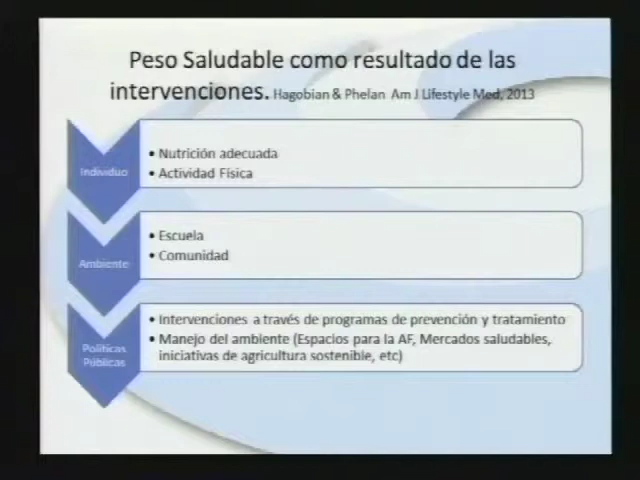 Peso Saludable como resultado de las
intervenciones. Hagobian & Phelan Am J Lifestyle Med, 2013
Individuo
• Nutrición adecuada
• Actividad Física
Ambiente
• Escuela
• Comunidad
Políticas
Públicas
• Intervenciones a través de programas de prevención y tratamiento
• Manejo del ambiente (Espacios para la AF, Mercados saludables,
iniciativas de agricultura sostenible, etc)